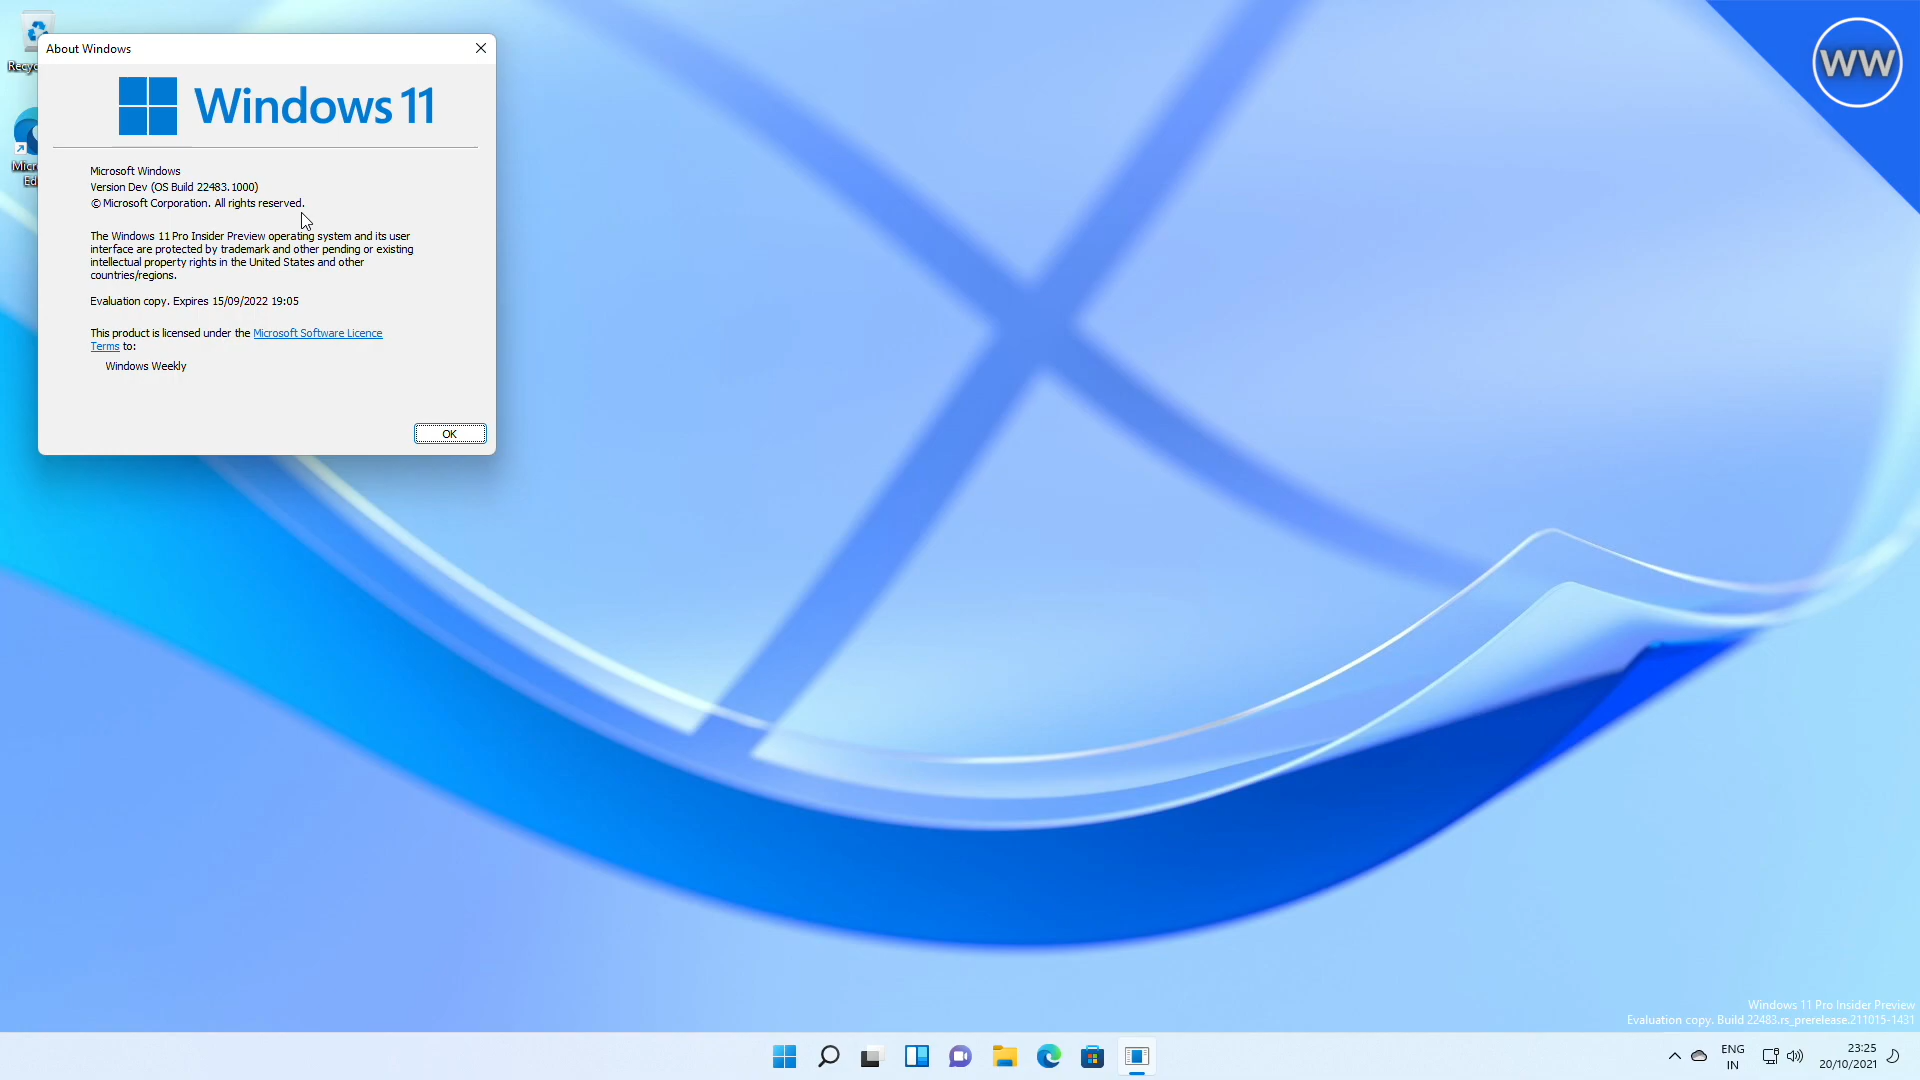 WW
About Windows
Windows 11
Microsoft Windows
Version Dev (OS Build 22483.1000)
© Microsoft Corporation. All rights reserved.
The Windows 11 Pro Insider Preview operating system and its user
interface are protected by trademark and other pending or existing
intellectual property rights in the United States and other
countries/regions.
Evaluation copy. Expires 15/09/2022 19:05
This product is licensed under the Microsoft Software Licence
Terms to:
Windows Weekly
OK
Windows 11 Pro Insider Preview
Evaluation copy. Build 22483.rs_prerelease.211015-1431
ENG
IN
23:25
20/10/2021